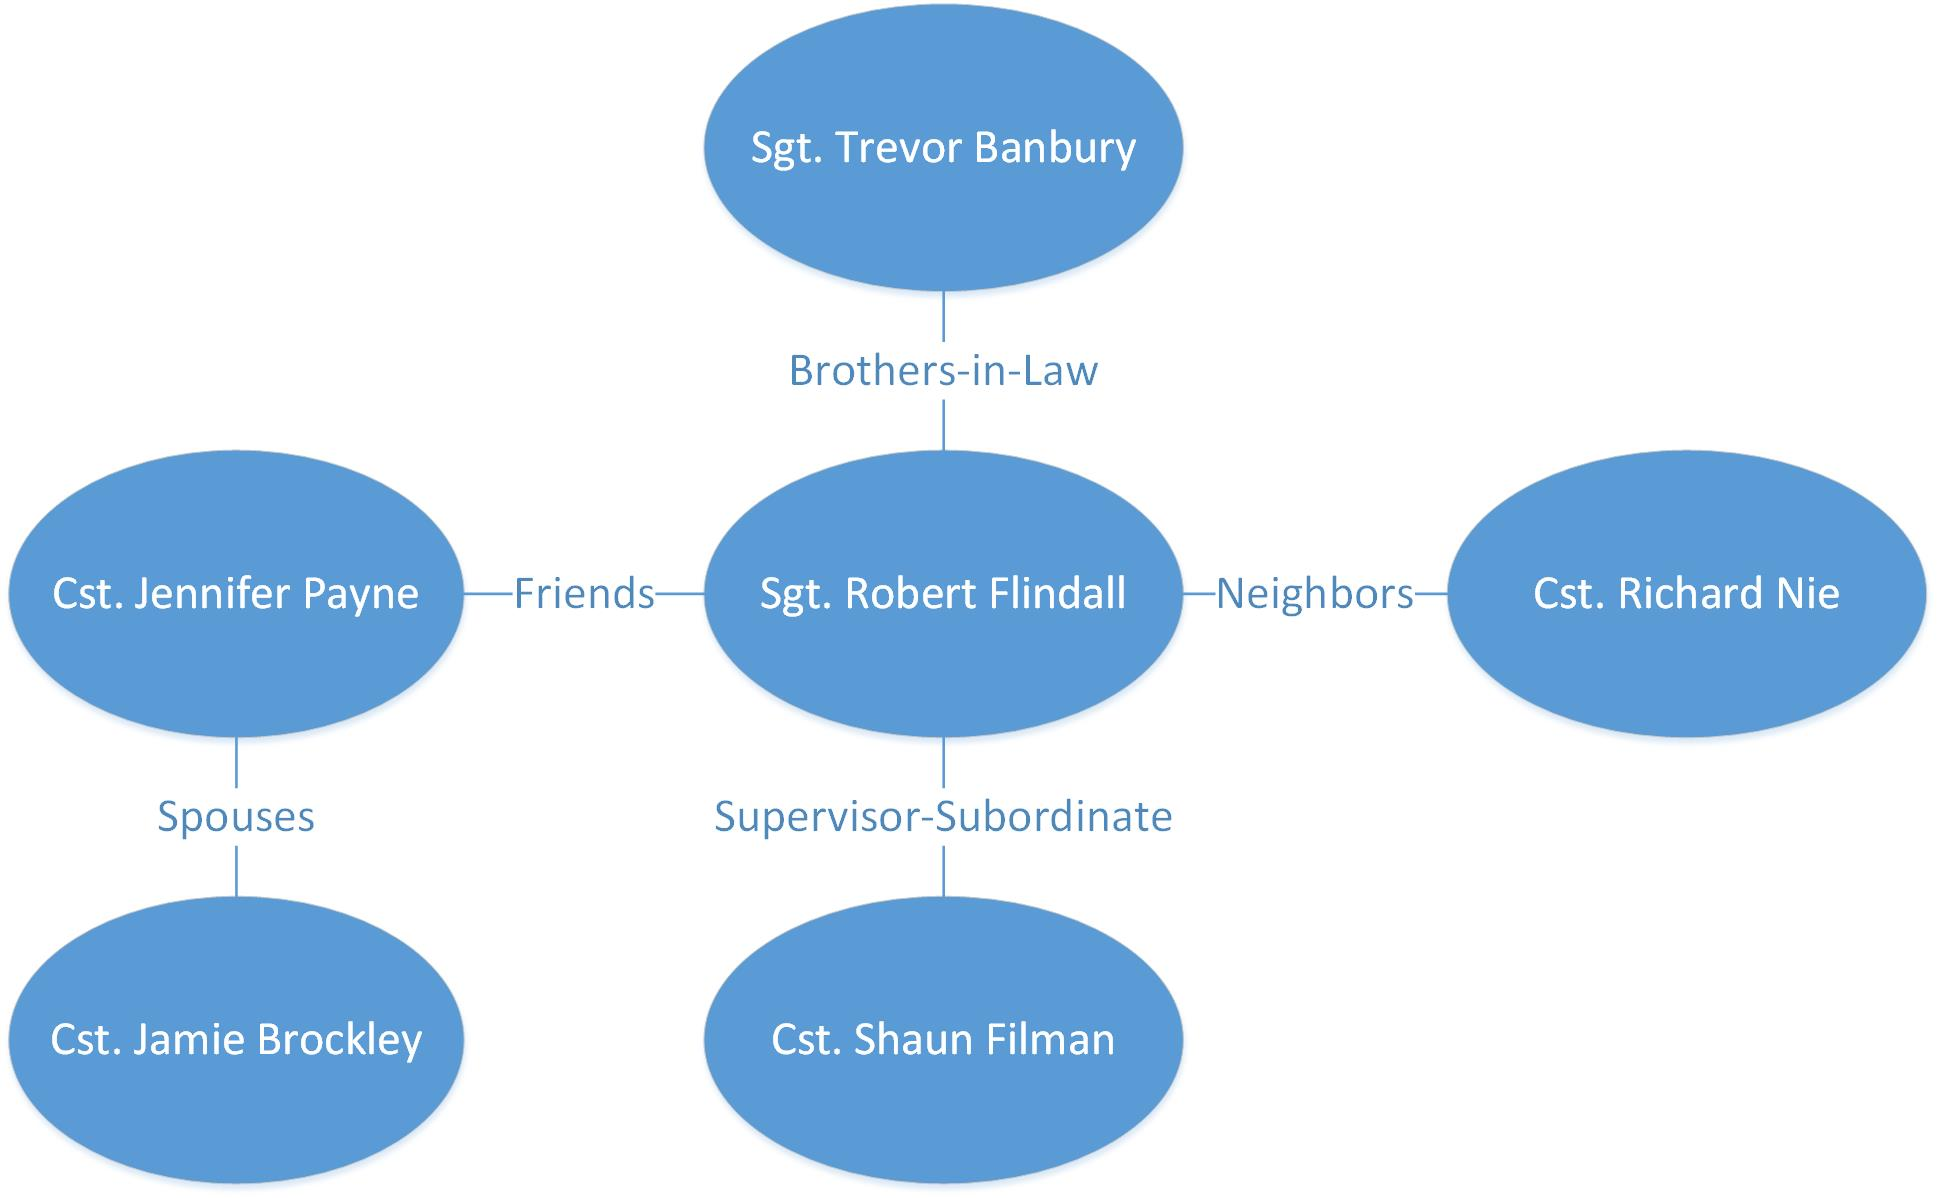 Sgt. Trevor Banbury
Brothers-in-Law
Cst. Jennifer Payne
Friends
Sgt. Robert Flindall
Neighbors
Cst. Richard Nie
Spouses
Supervisor-Subordinate
Cst. Jamie Brockley
Cst. Shaun Filman